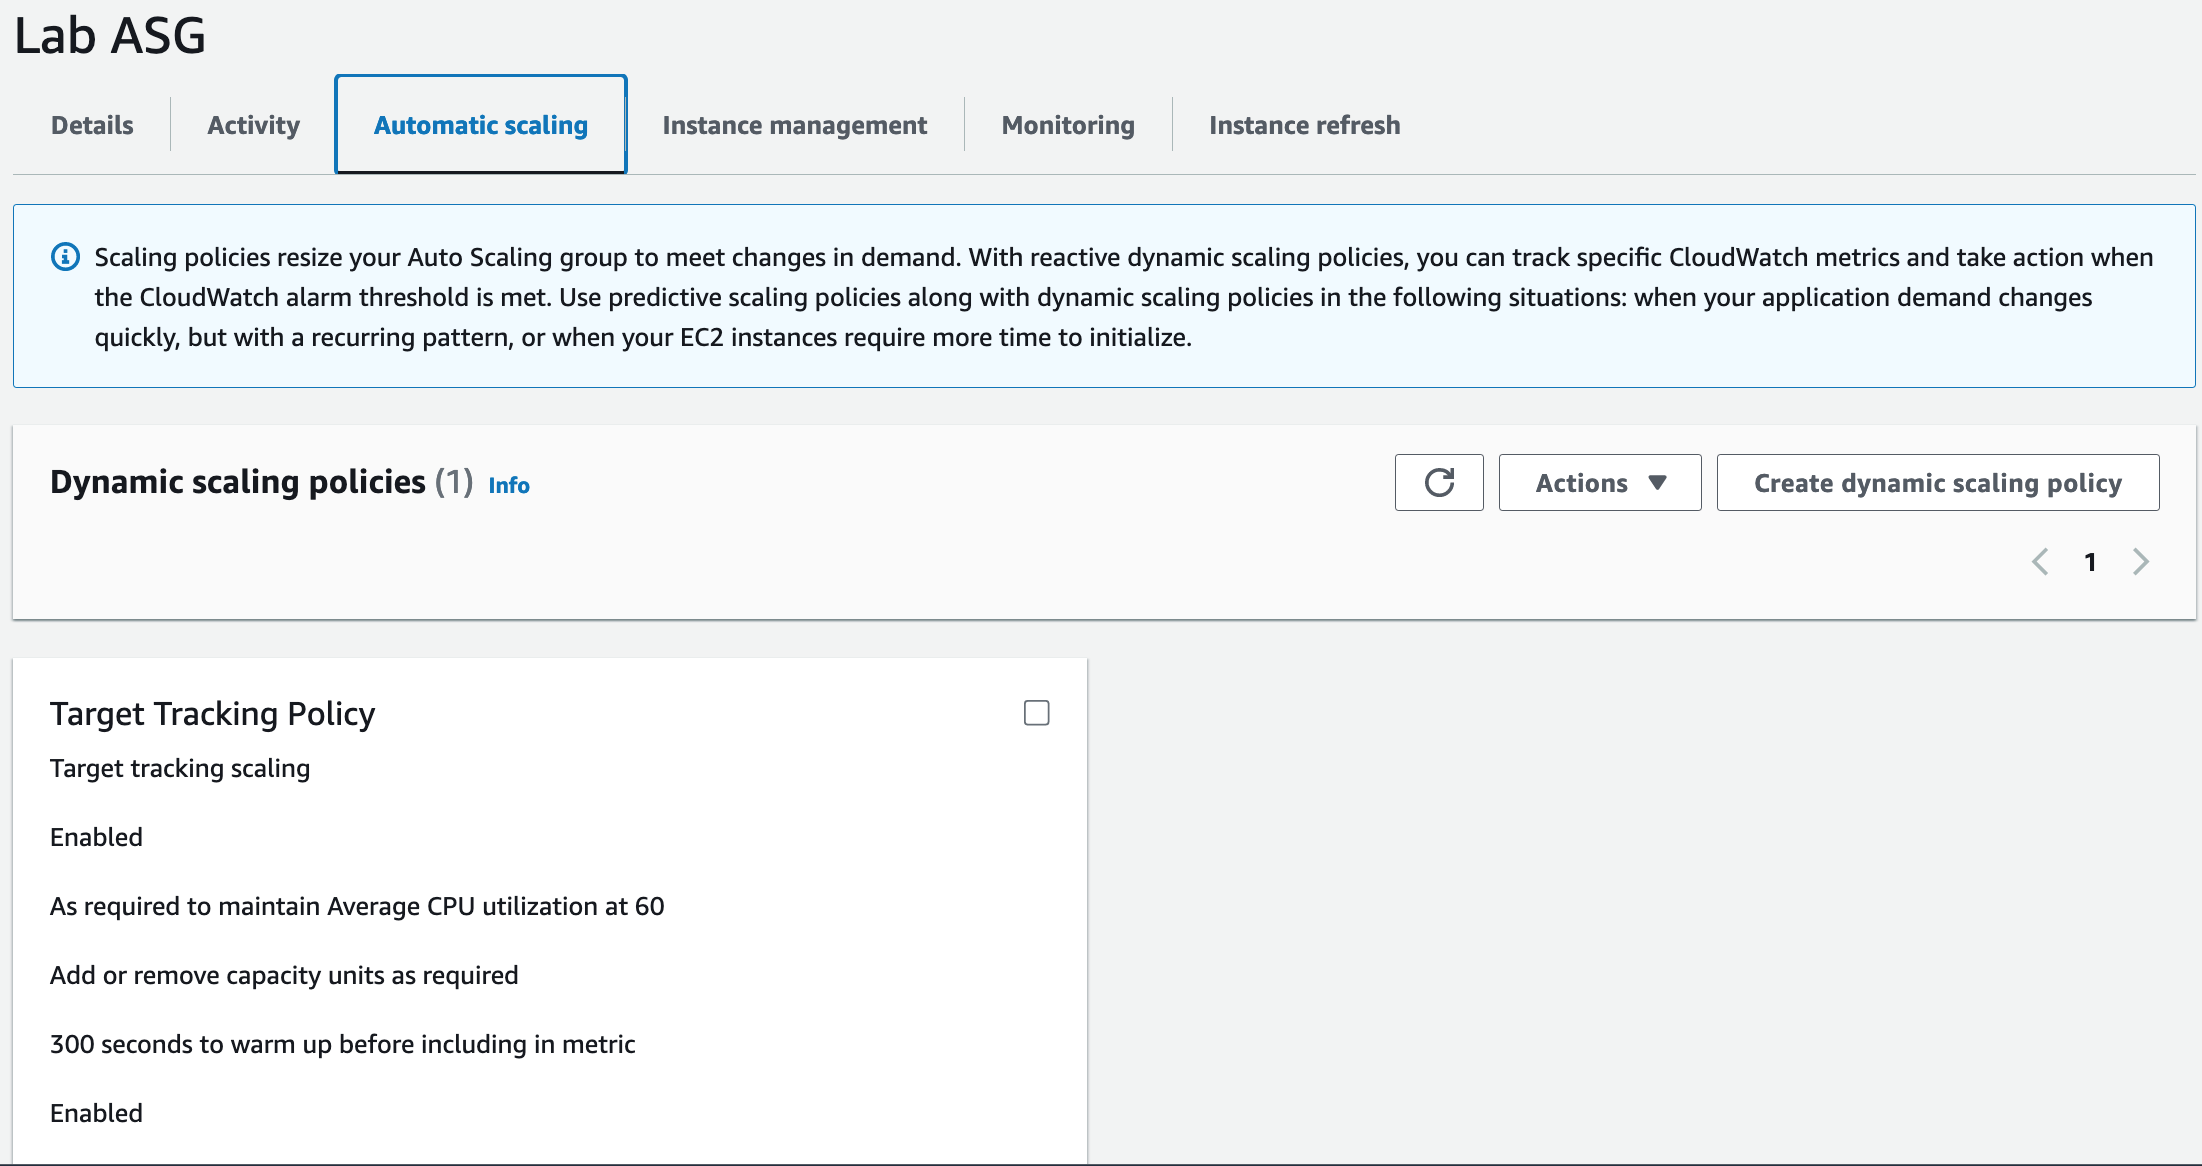 Lab ASG
Details
Activity
Automatic scaling
Instance management
Monitoring
Instance refresh
Scaling policies resize your Auto Scaling group to meet changes in demand. With reactive dynamic scaling policies, you can track specific CloudWatch metrics and take action when
the CloudWatch alarm threshold is met. Use predictive scaling policies along with dynamic scaling policies in the following situations: when your application demand changes
quickly, but with a recurring pattern, or when your EC2 instances require more time to initialize.
Dynamic scaling policies (1) Info
Actions
Create dynamic scaling policy
1
Target Tracking Policy
Target tracking scaling
Enabled
As required to maintain Average CPU utilization at 60
Add or remove capacity units as required
300 seconds to warm up before including in metric
Enabled